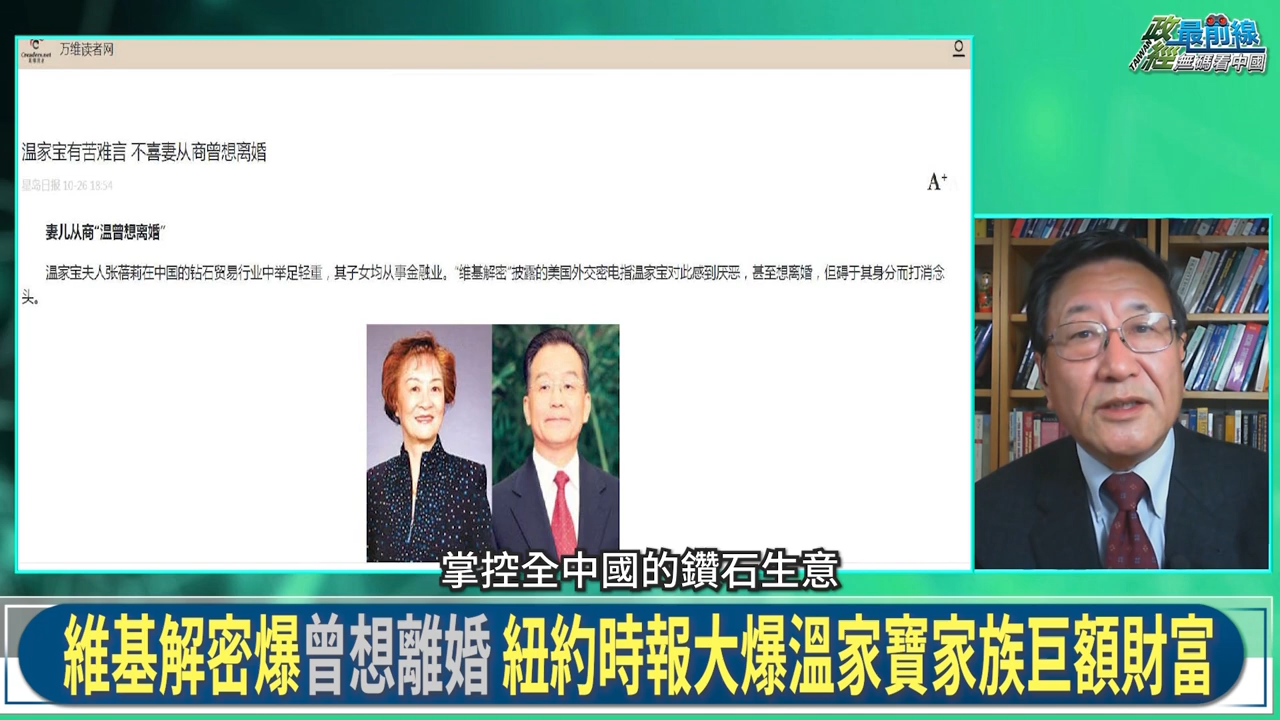 万维读者网
Creaders.net
温家宝有苦难言 不喜妻从商曾想离婚
星岛日报 10-26 18:54
A+
妻儿从商“温曾想离婚”
温家宝夫人张蓓莉在中国的钻石贸易行业中举足轻重，其子女均从事金融业。“维基解密”披露的美国外交密电指温家宝对此感到厌恶，甚至想离婚，但碍于其身分而打消念
头。
政經最前線
TAIWAN
無碼看中國
掌控全中國的鑽石生意
維基解密爆曾想離婚 紐約時報大爆溫家寶家族巨額財富